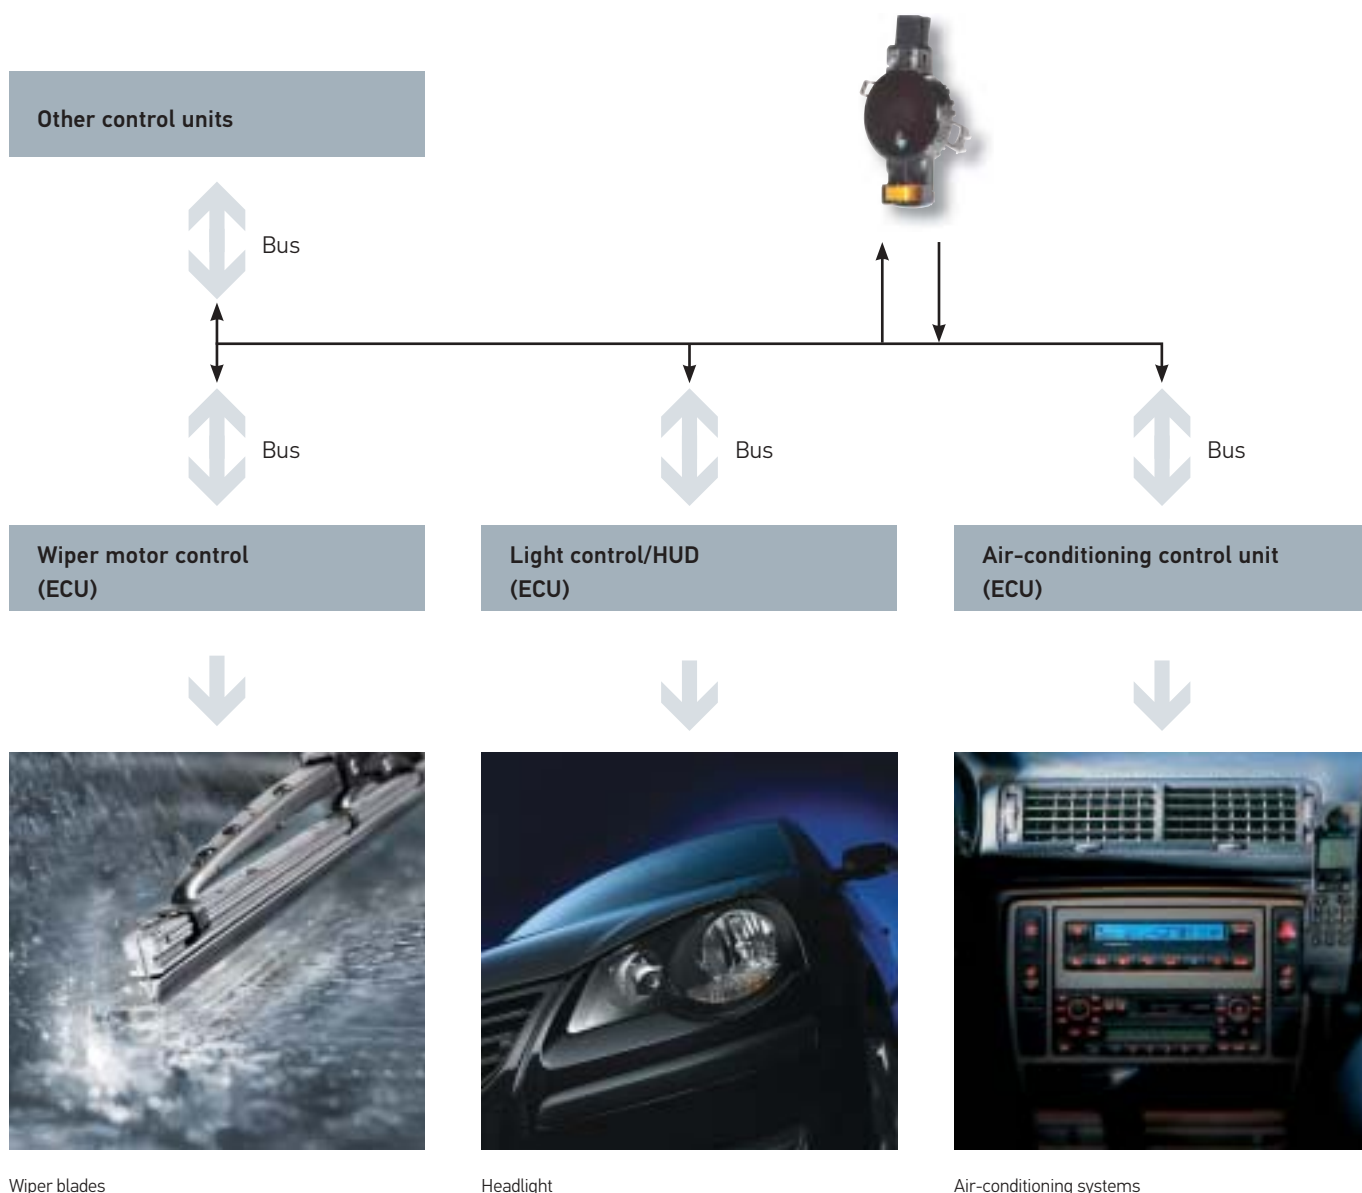 Other control units
Bus
Bus
Bus
Bus
Wiper motor control
(ECU)
Light control/HUD
(ECU)
Air-conditioning control unit
(ECU)
Wiper blades
Headlight
Air-conditioning systems